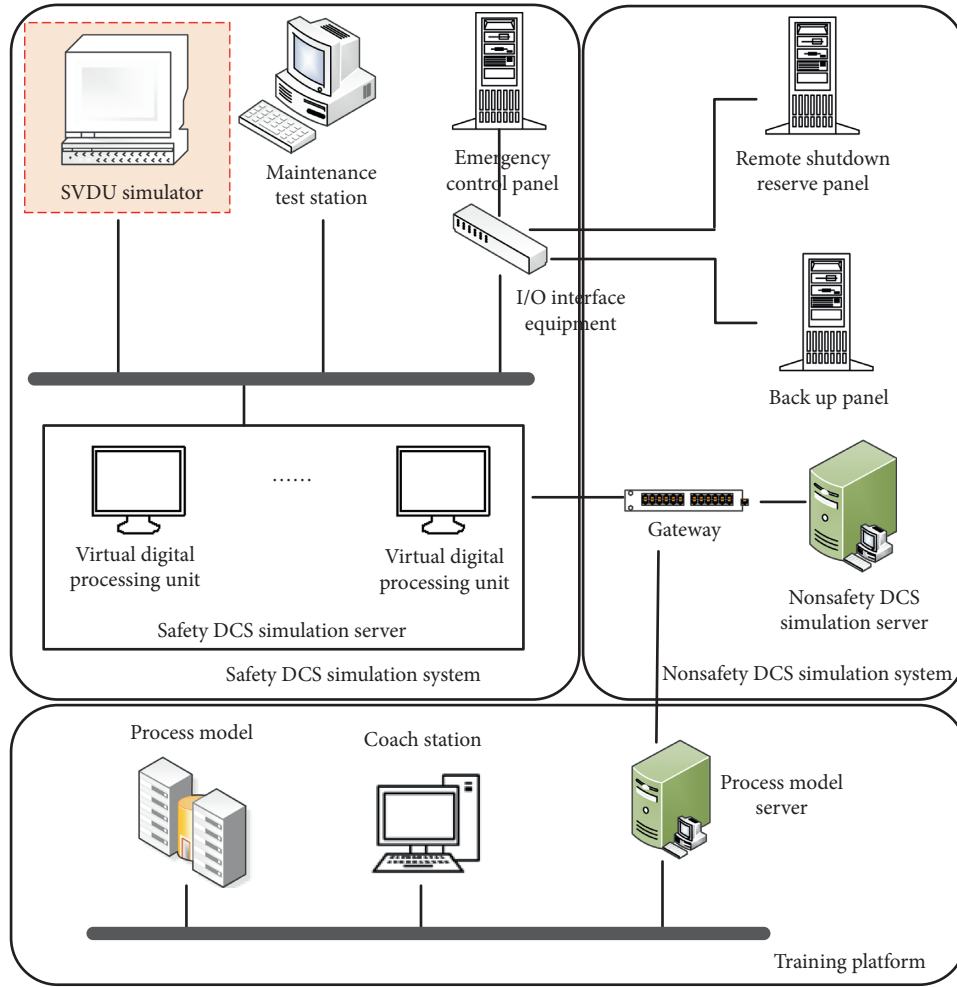 SVDU simulator
Maintenance
test station
Emergency
control panel
Remote shutdown
reserve panel
I/O interface
equipment
Back up panel
......
Virtual digital
processing unit
Virtual digital
processing unit
Safety DCS simulation server
Safety DCS simulation system
Gateway
Nonsafety DCS
simulation server
Nonsafety DCS simulation system
Process model
Coach station
Process model
server
Training platform